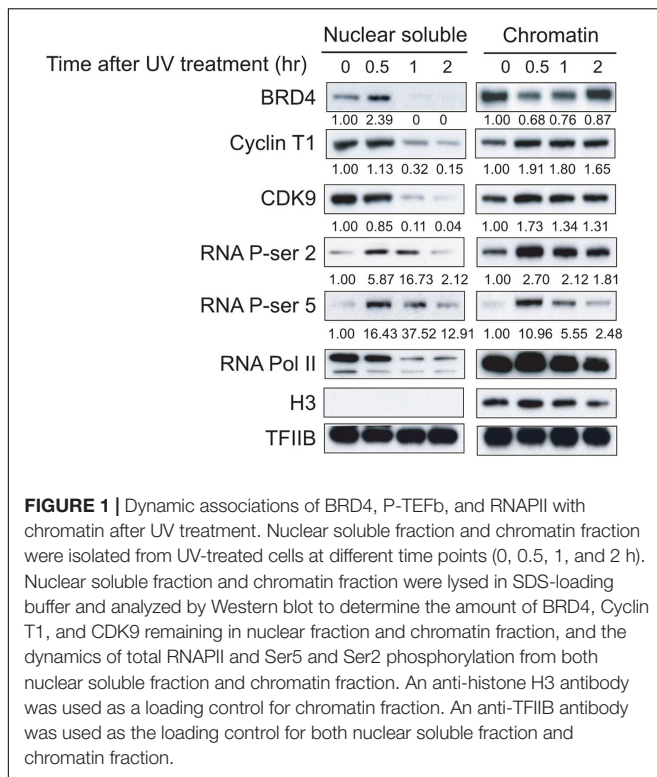 Nuclear soluble Chromatin
Time after UV treatment (hr) 0 0.5 1 2 0 0.5 1 2
BRD4
1.00 2.39 0 0 1.00 0.68 0.76 0.87
Cyclin T1
1.00 1.13 0.32 0.15 1.00 1.91 1.80 1.65
CDK9
1.00 0.85 0.11 0.04 1.00 1.73 1.34 1.31
RNA P-ser 2
1.00 5.87 16.73 2.12 1.00 2.70 2.12 1.81
RNA P-ser 5
1.00 16.43 37.52 12.91 1.00 10.96 5.55 2.48
RNA Pol II
H3
TFIIB
FIGURE 1 | Dynamic associations of BRD4, P-TEFb, and RNAPII with
chromatin after UV treatment. Nuclear soluble fraction and chromatin fraction
were isolated from UV-treated cells at different time points (0, 0.5, 1, and 2 h).
Nuclear soluble fraction and chromatin fraction were lysed in SDS-loading
buffer and analyzed by Western blot to determine the amount of BRD4, Cyclin
T1, and CDK9 remaining in nuclear fraction and chromatin fraction, and the
dynamics of total RNAPII and Ser5 and Ser2 phosphorylation from both
nuclear soluble fraction and chromatin fraction. An anti-histone H3 antibody
was used as a loading control for chromatin fraction. An anti-TFIIB antibody
was used as the loading control for both nuclear soluble fraction and
chromatin fraction.